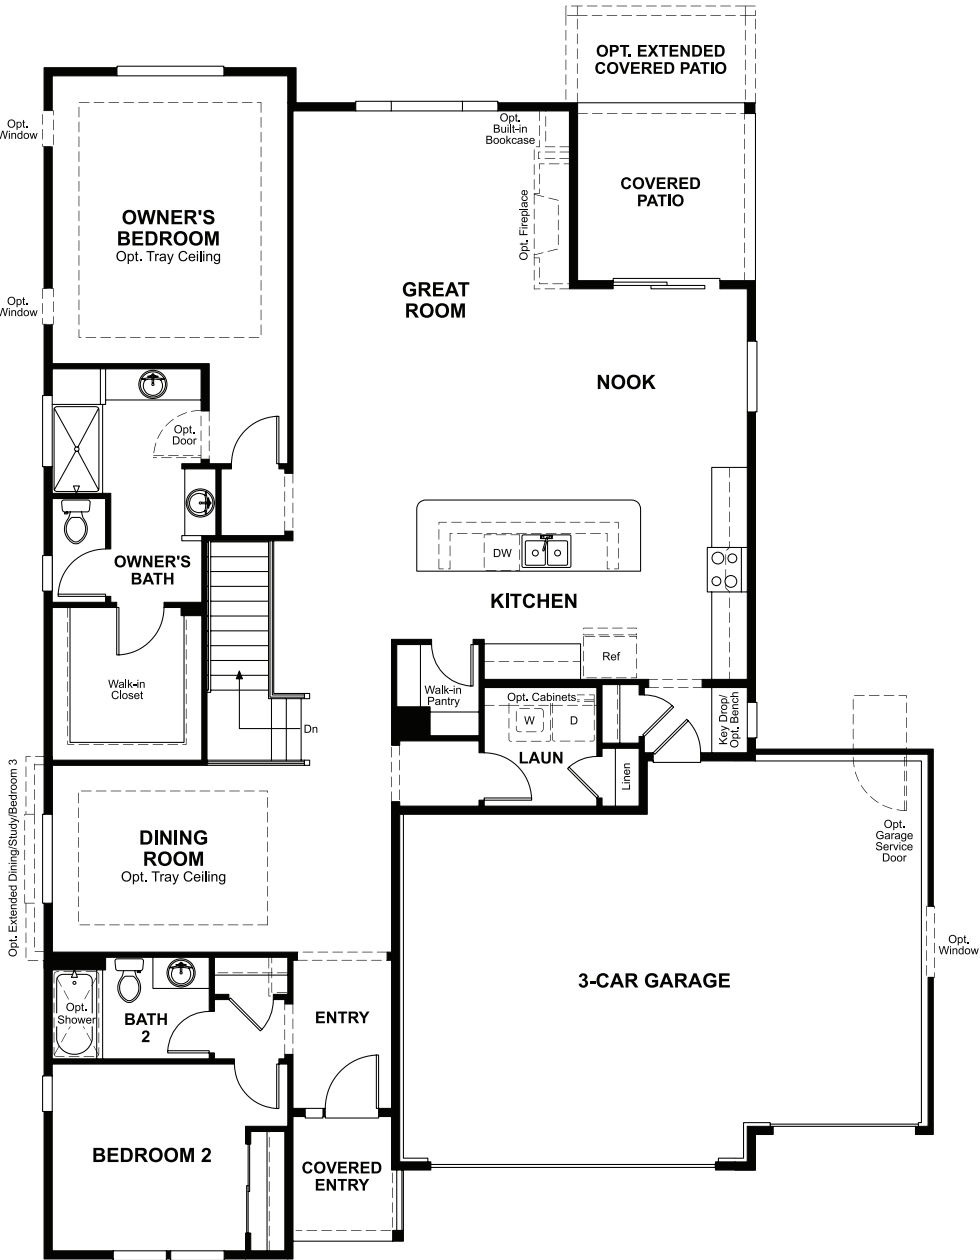 OPT. EXTENDED
COVERED PATIO
Opt.
Window
Opt.
Built-in
Bookcase
COVERED
PATIO
OWNER'S
BEDROOM
Opt. Tray Ceiling
Opt. Fireplace
GREAT
ROOM
Opt.
Window
NOOK
Opt.
Door
DW
OWNER'S
BATH
KITCHEN
Ref
Walk-in
Closet
Walk-in
Pantry
Opt. Cabinets
W
D
Key Drop/
Opt. Bench
Dn
LAUN
Linen
Opt. Extended Dining/Study/Bedroom 3
DINING
ROOM
Opt. Tray Ceiling
Opt.
Garage
Service
Door
Opt.
Window
3-CAR GARAGE
Opt.
Shower
BATH
2
ENTRY
BEDROOM 2
COVERED
ENTRY